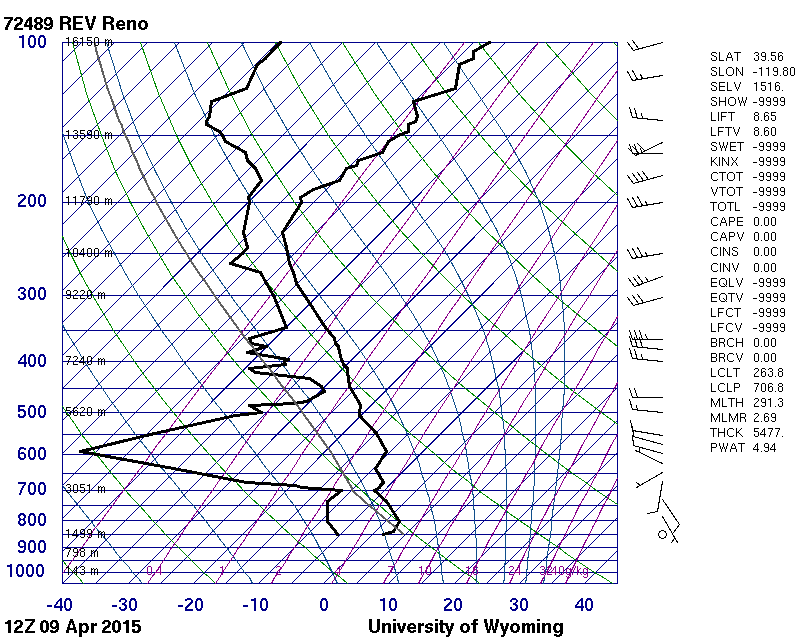 72489 REV Reno
100 16150 m
13590 m
200 11790 m
10400 m
300 9220 m
400 7240 m
500 5620 m
600
700 3051 m
800
1499 m
900 798 m
1000 143 m 0.4 1 2 4 7 10 16 24 32 40g/kg
-40 -30 -20 -10 0 10 20 30 40
12Z 09 Apr 2015 University of Wyoming
SLAT 39.56
SLON -119.80
SELV 1516.
SHOW -9999
LIFT 8.65
LFTV 8.60
SWET -9999
KINX -9999
CTOT -9999
VTOT -9999
TOTL -9999
CAPE 0.00
CAPV 0.00
CINS 0.00
CINV 0.00
EQLV -9999
EQTV -9999
LFCT -9999
LFCV -9999
BRCH 0.00
BRCV 0.00
LCLT 263.8
LCLP 706.8
MLTH 291.3
MLMR 2.69
THCK 5477.
PWAT 4.94